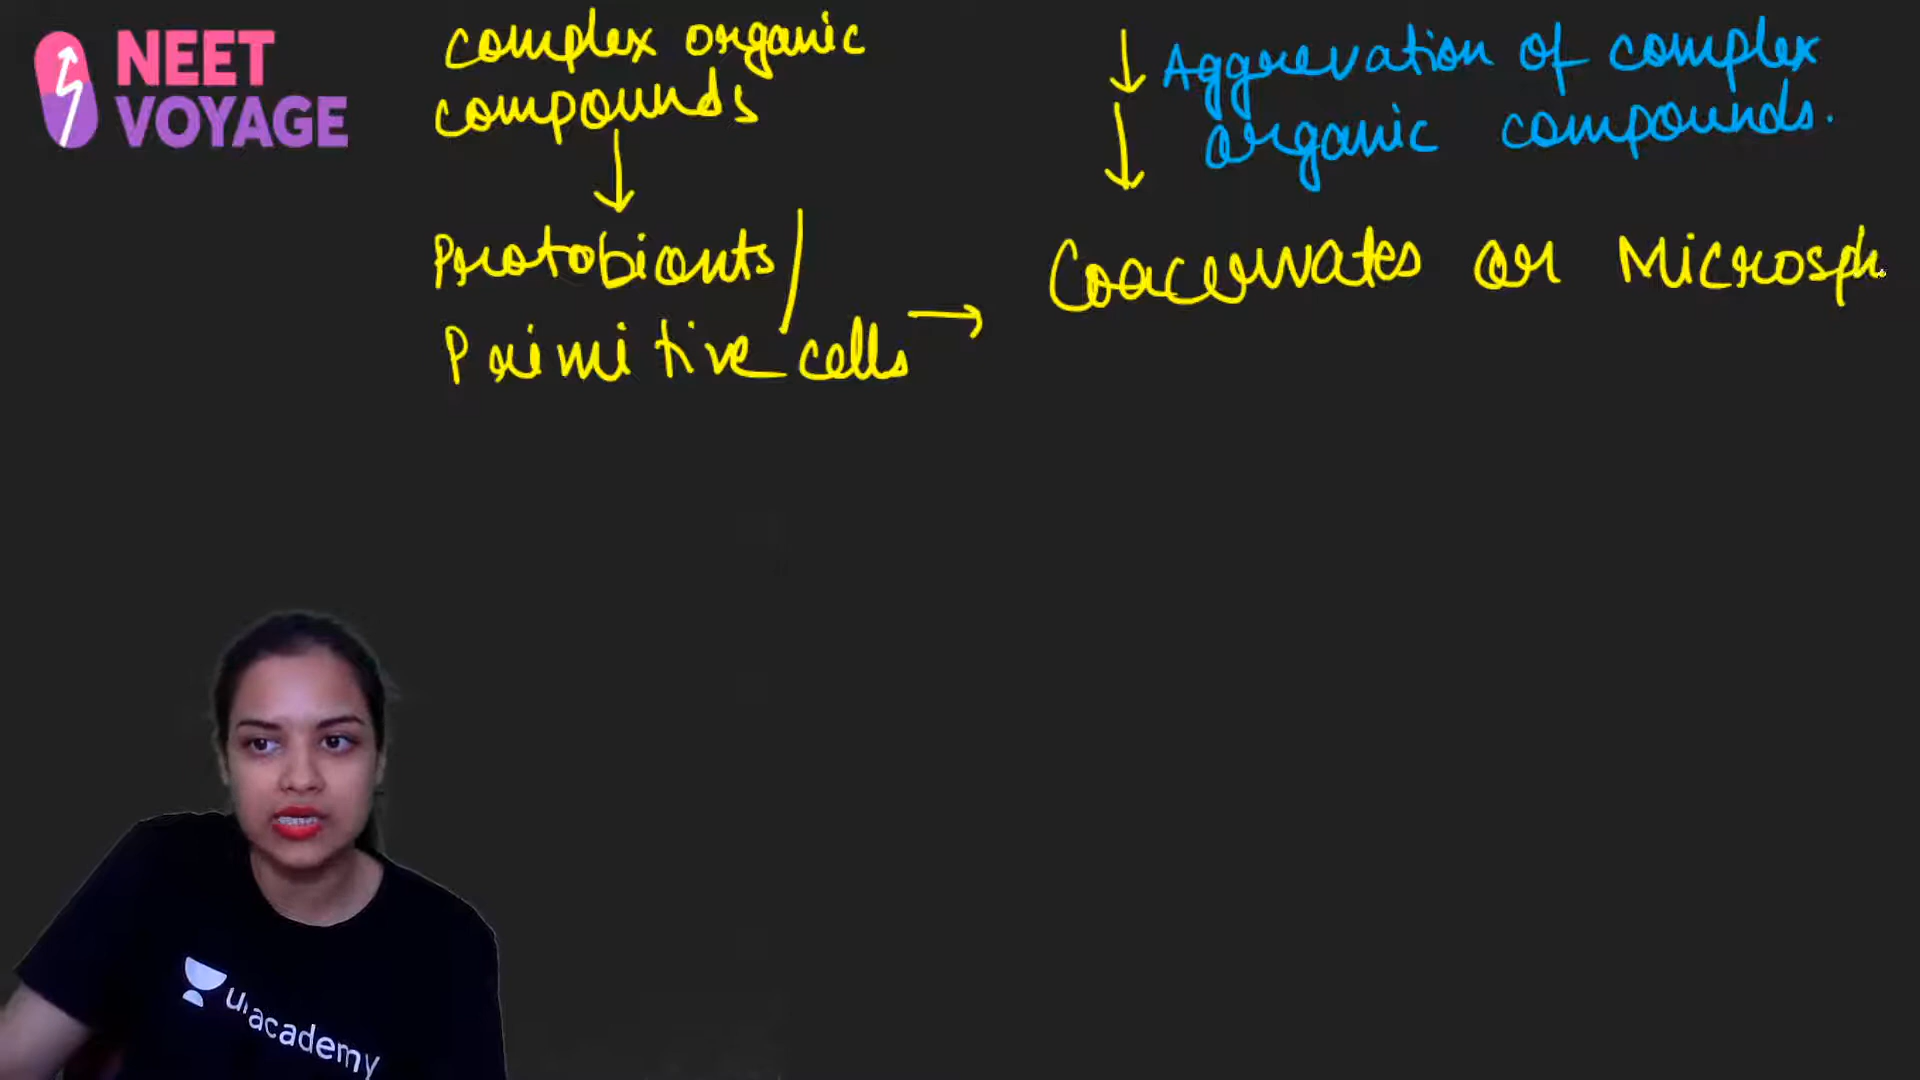 NEET
VOYAGE
complex organic
compounds
Protobionts/
Primitive cells
Aggrevation of complex
organic compounds.
Coacervates or Microsph
unacademy